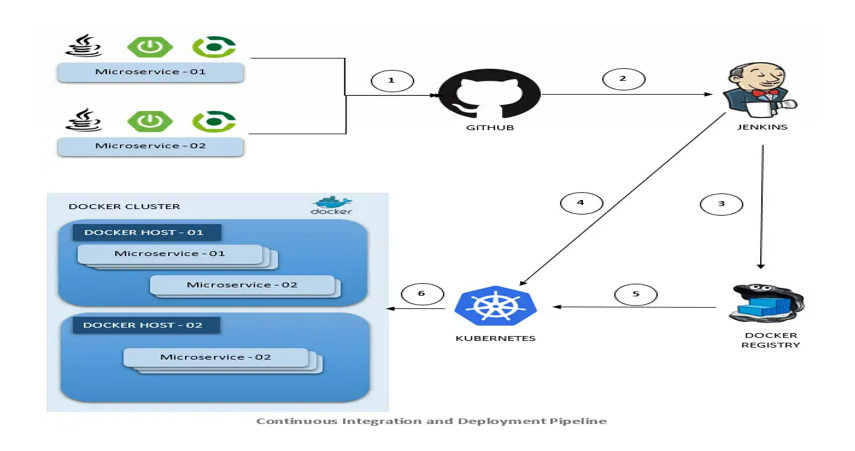 Microservice - 01
1
2
GITHUB
JENKINS
Microservice - 02
DOCKER CLUSTER
docker
4
3
DOCKER HOST - 01
Microservice - 01
Microservice - 02
6
5
KUBERNETES
DOCKER
REGISTRY
DOCKER HOST - 02
Microservice - 02
Continuous Integration and Deployment Pipeline